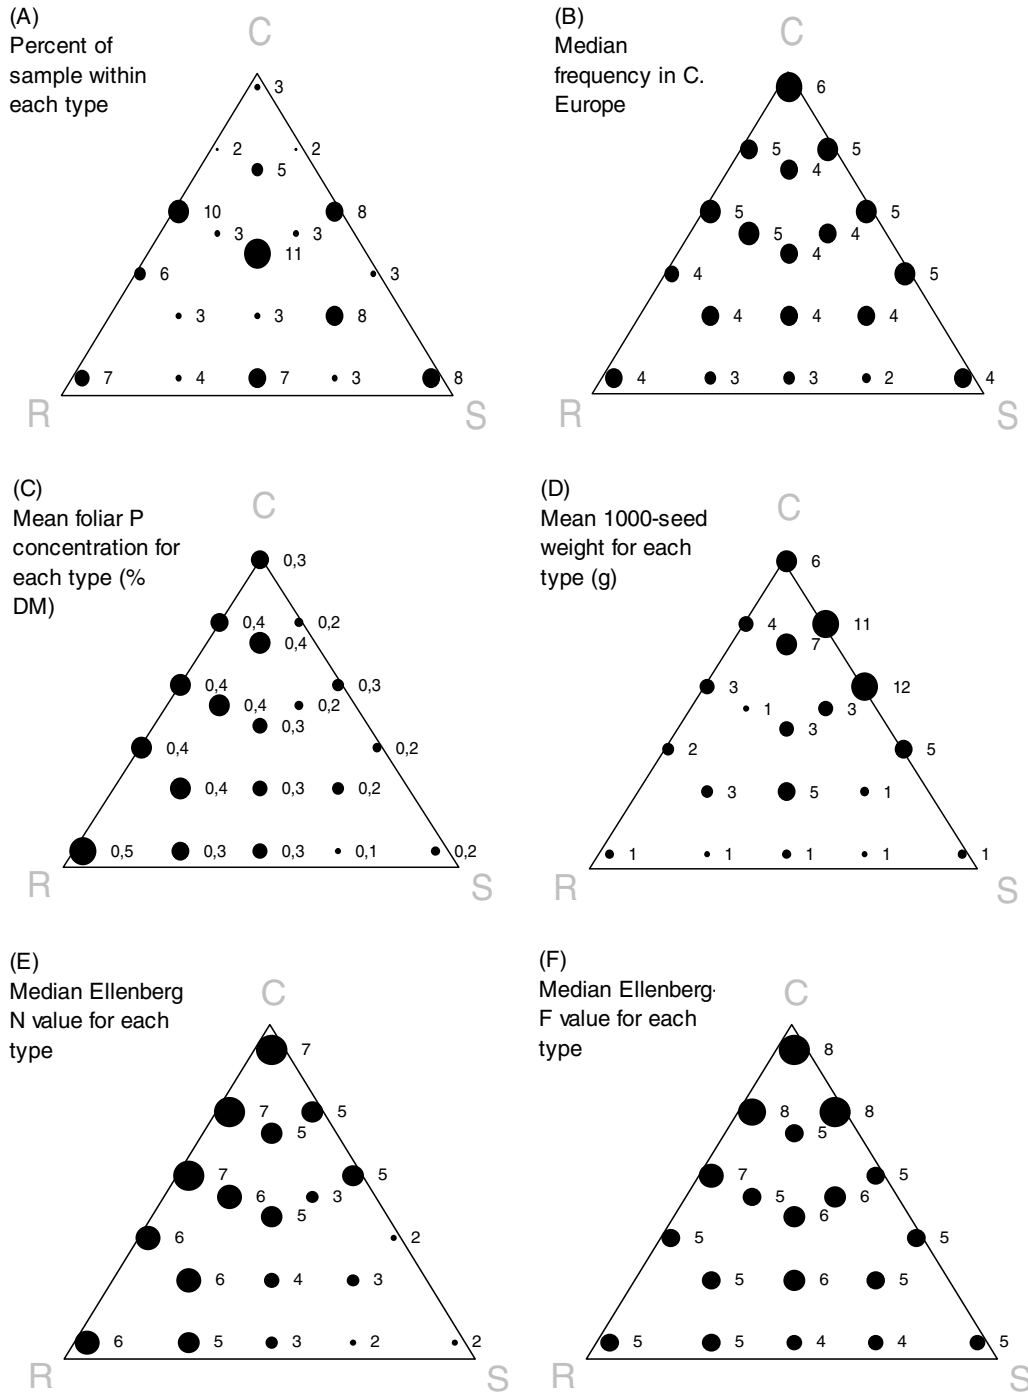 (A)
Percent of
sample within
each type
C
3
2 2
5
10 8
3 3
11
6 3
3 3 8
7 4 7 3 8
R S
(B)
Median
frequency in C.
Europe
C
6
5 5
4
5 5
5 4
4
4 5
4 4 4
4 3 3 2 4
R S
(C)
Mean foliar P
concentration for
each type (%
DM)
C
0,3
0,4 0,2
0,4
0,4 0,3
0,4 0,2
0,3
0,4 0,2
0,4 0,3 0,2
0,5 0,3 0,3 0,1 0,2
R S
(D)
Mean 1000-seed
weight for each
type (g)
C
6
4 11
7
3 12
1 3
3
2 5
3 5 1
1 1 1 1 1
R S
(E)
Median Ellenberg
N value for each
type
C
7
7 5
5
7 5
6 3
5
6 2
6 4 3
6 5 3 2 2
R S
(F)
Median Ellenberg-
F value for each
type
C
8
8 8
5
7 5
5 6
6
5 5
5 6 5
5 5 4 4 5
R S